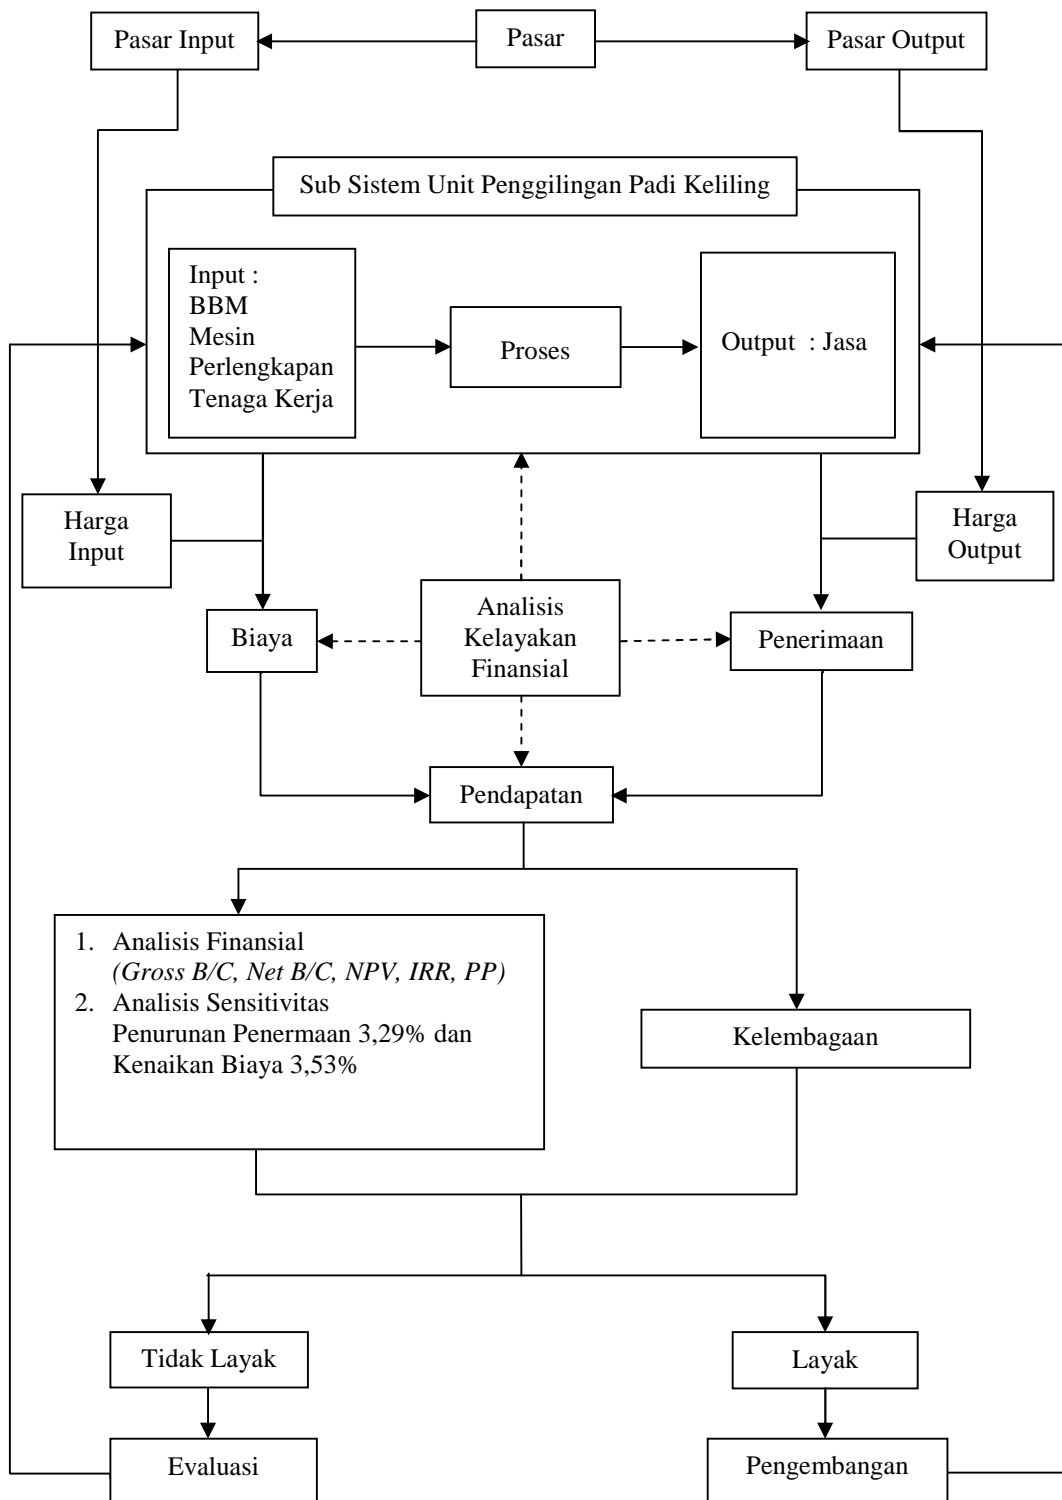 Pasar Input
Pasar
Pasar Output
Sub Sistem Unit Penggilingan Padi Keliling
Input :
BBM
Mesin
Perlengkapan
Tenaga Kerja
Proses
Output  : Jasa
Harga
Input
Harga
Output
Biaya
Analisis
Kelayakan
Finansial
Penerimaan
Pendapatan
1. Analisis Finansial
(Gross B/C, Net B/C, NPV, IRR, PP)
2. Analisis Sensitivitas
Penurunan Penermaan 3,29% dan
Kenaikan Biaya 3,53%
Kelembagaan
Tidak Layak
Layak
Evaluasi
Pengembangan